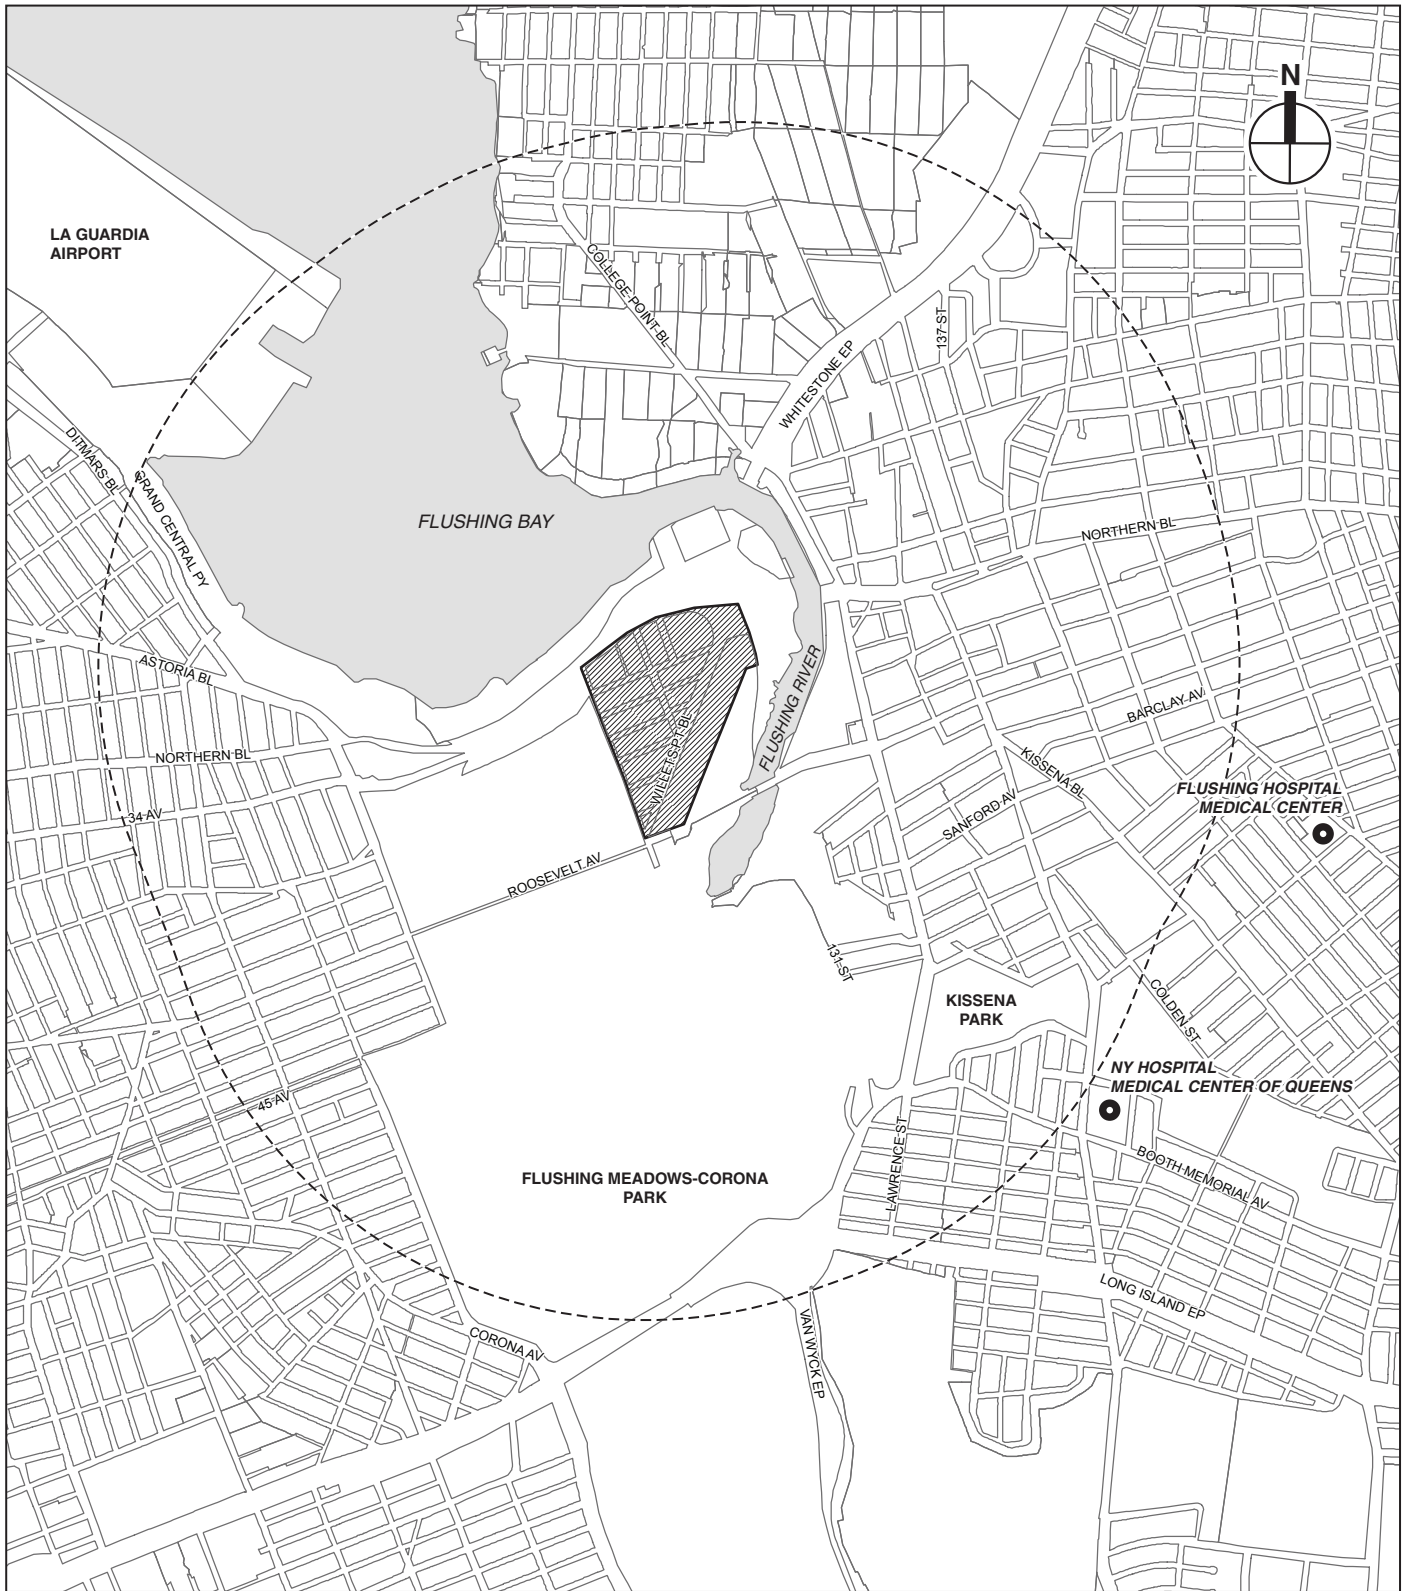 N
LA GUARDIA
AIRPORT
COLLEGE POINT BL
137 ST
WHITESTONE EP
DITMARS BL
GRAND CENTRAL PY
FLUSHING BAY
NORTHERN BL
ASTORIA BL
FLUSHING RIVER
BARCLAY AV
WILLETS PT BL
NORTHERN BL
KISSENA BL
FLUSHING HOSPITAL
MEDICAL CENTER
34 AV
SANFORD AV
ROOSEVELT AV
131 ST
KISSENA
PARK
COLDEN ST
NY HOSPITAL
MEDICAL CENTER OF QUEENS
45 AV
LAWRENCE ST
FLUSHING MEADOWS-CORONA
PARK
BOOTH MEMORIAL AV
LONG ISLAND EP
CORONA AV
VAN WYCK EP